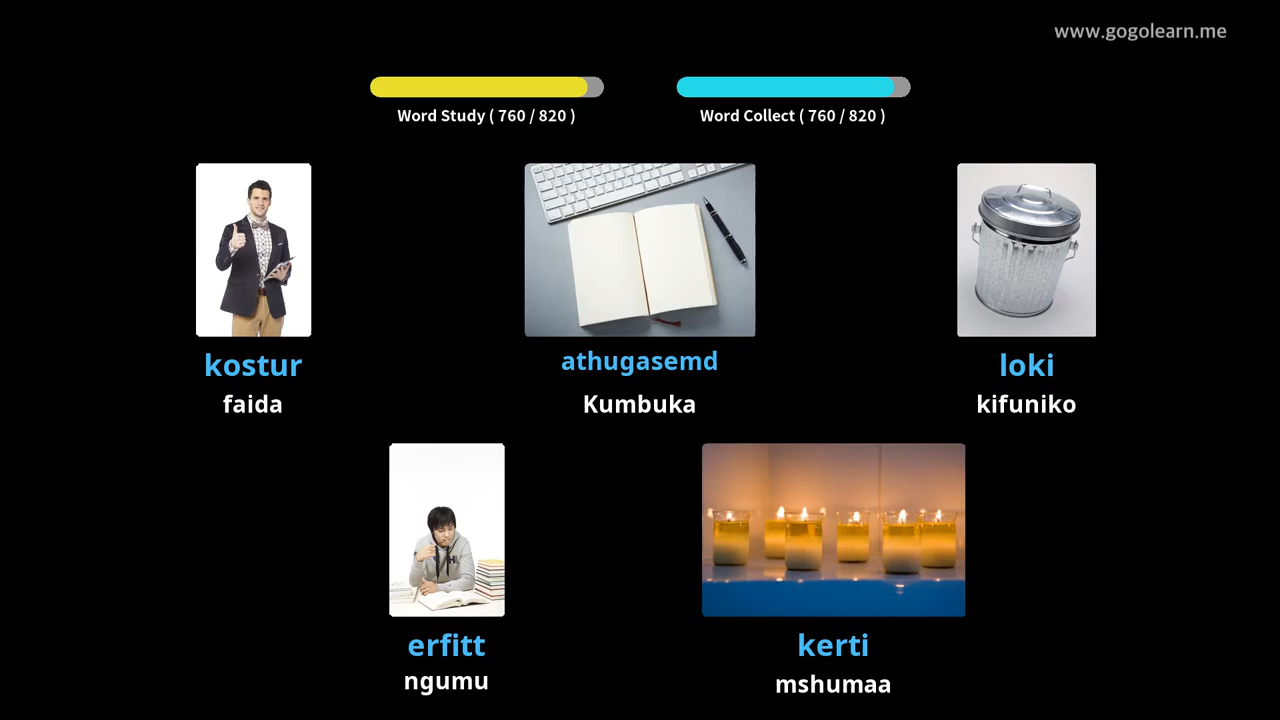 www.gogolearn.me
Word Study ( 760 / 820 )
Word Collect ( 760 / 820 )
kostur
faida
athugasemd
Kumbuka
loki
kifuniko
erfitt
ngumu
kerti
mshumaa